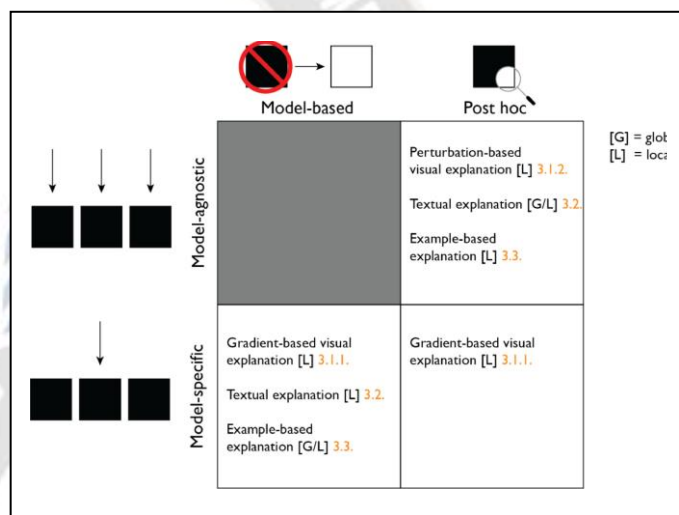 Model-based
Post hoc
[G] = glob
[L] = loca
Model-agnostic
Perturbation-based
visual explanation [L] 3.1.2.
Textual explanation [G/L] 3.2.
Example-based
explanation [L] 3.3.
Model-specific
Gradient-based visual
explanation [L] 3.1.1.
Textual explanation [L] 3.2.
Example-based
explanation [G/L] 3.3.
Gradient-based visual
explanation [L] 3.1.1.